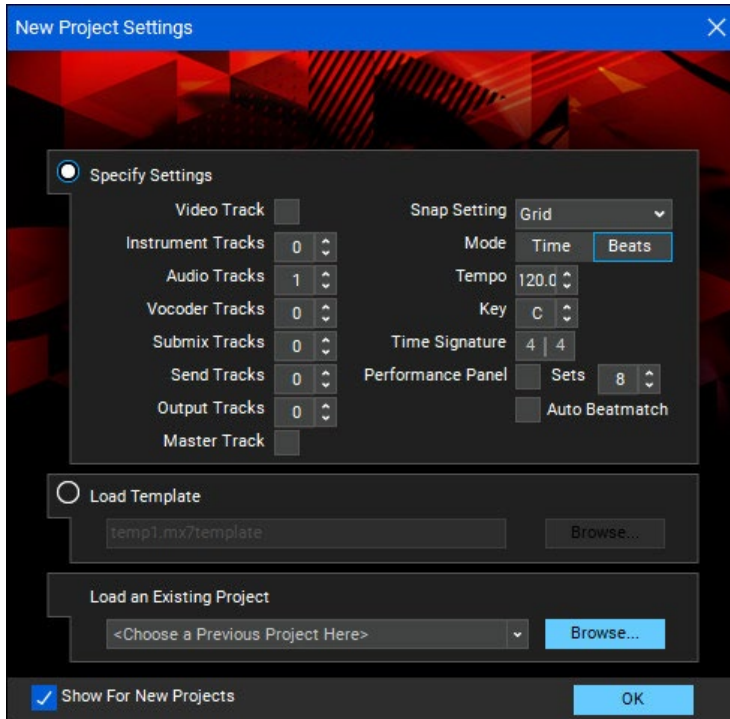 New Project Settings
Specify Settings
Video Track
Instrument Tracks 0
Audio Tracks 1
Vocoder Tracks 0
Submix Tracks 0
Send Tracks 0
Output Tracks 0
Master Track
Snap Setting Grid
Mode Time Beats
Tempo 120.0
Key C
Time Signature 4 | 4
Performance Panel Sets 8
Auto Beatmatch
Load Template
temp1.mx7template Browse...
Load an Existing Project
<Choose a Previous Project Here> Browse...
Show For New Projects
OK